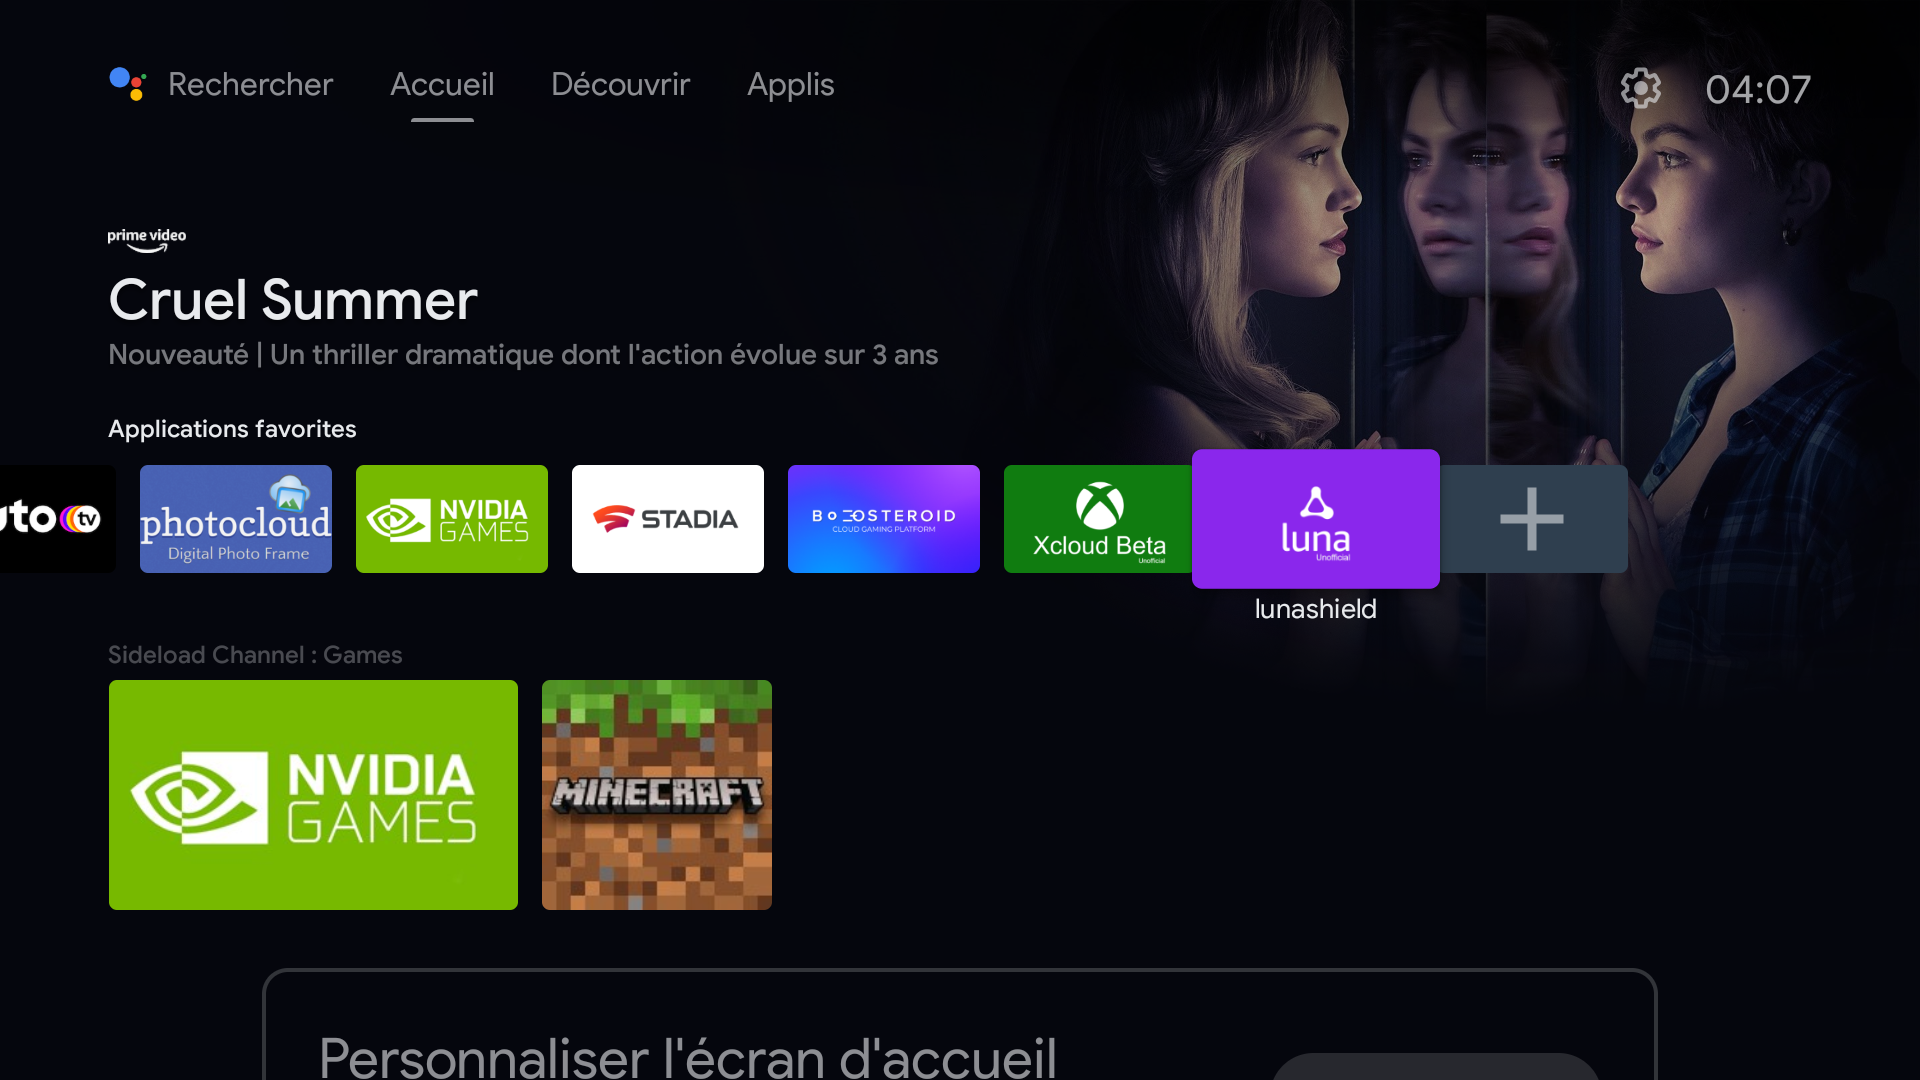 Rechercher
Accueil
Découvrir
Applis
04:07
prime video
Cruel Summer
Nouveauté | Un thriller dramatique dont l'action évolue sur 3 ans
Applications favorites
uto tv
photocloud
Digital Photo Frame
NVIDIA
GAMES
STADIA
BOOSTEROID
CLOUD GAMING PLATFORM
Xcloud Beta
Unofficial
luna
Unofficial
lunashield
Sideload Channel : Games
NVIDIA
GAMES
MINECRAFT
Personnaliser l'écran d'accueil